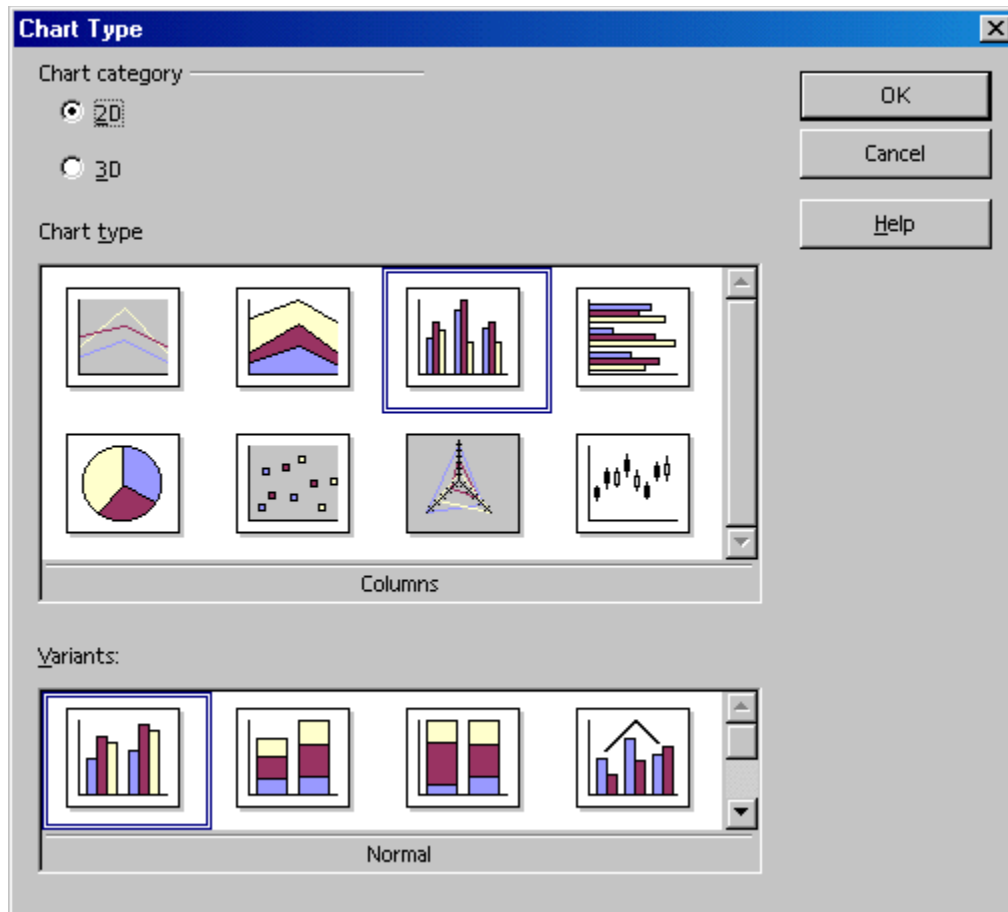 Chart Type
Chart category
2D
3D
OK
Cancel
Help
Chart type
Columns
Variants:
Normal